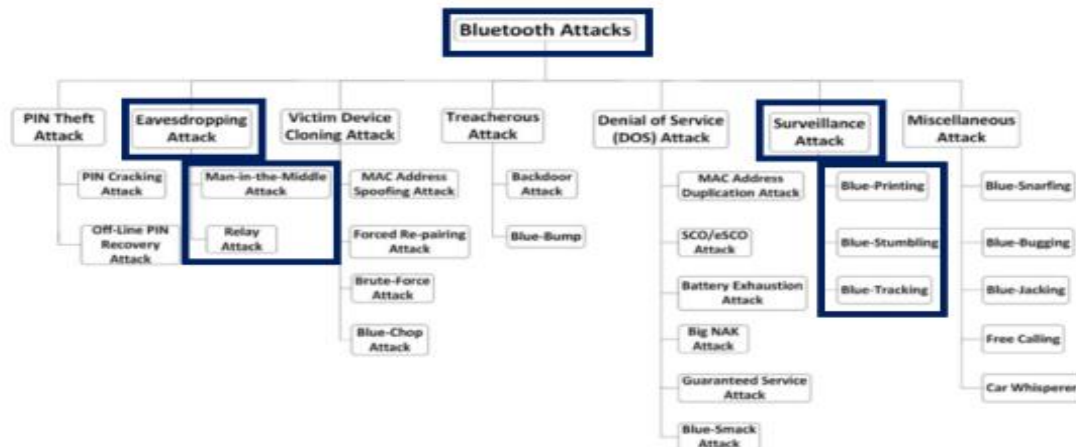 Bluetooth Attacks
PIN Theft
Attack
Eavesdropping
Attack
Victim Device
Cloning Attack
Treacherous
Attack
Denial of Service
(DOS) Attack
Surveillance
Attack
Miscellaneous
Attack
PIN Cracking
Attack
Off-Line PIN
Recovery
Attack
Man-in-the-Middle
Attack
Relay
Attack
MAC Address
Spoofing Attack
Forced Re-pairing
Attack
Brute-Force
Attack
Blue-Chop
Attack
Backdoor
Attack
Blue-Bump
MAC Address
Duplication Attack
SCO/eSCO
Attack
Battery Exhaustion
Attack
Big NAK
Attack
Guaranteed Service
Attack
Blue-Smack
Attack
Blue-Printing
Blue-Stumbling
Blue-Tracking
Blue-Snarfing
Blue-Bugging
Blue-Jacking
Free Calling
Car Whisperer